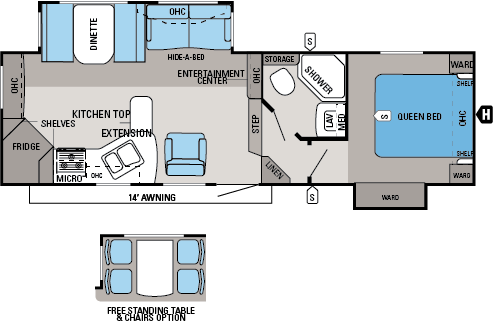 OHC
DINETTE
HIDE-A-BED
ENTERTAINMENT
CENTER
OHC
STORAGE
S
SHOWER
WARD
SHELF
OHC
KITCHEN TOP
SHELVES
EXTENSION
STEP
LAV
MED
S
QUEEN BED
OHC
H
FRIDGE
MICRO
OHC
LINEN
SHELF
WARD
14' AWNING
S
WARD
FREE STANDING TABLE
& CHAIRS OPTION